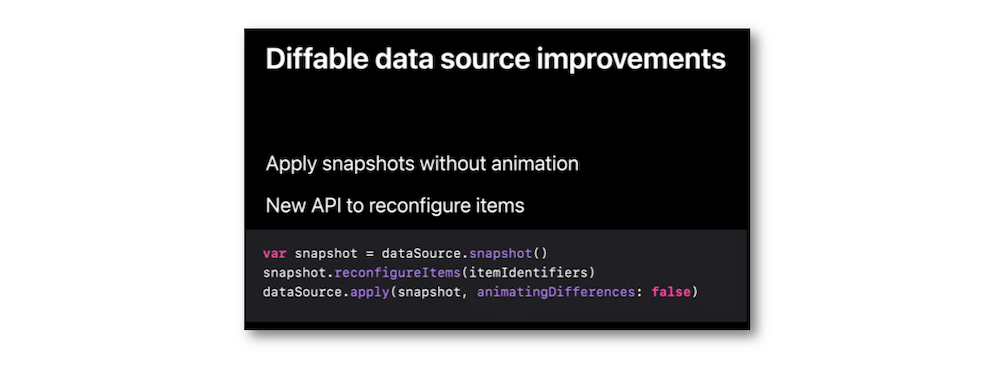 Diffable data source improvements
Apply snapshots without animation
New API to reconfigure items
var snapshot = dataSource.snapshot()
snapshot.reconfigureItems(itemIdentifiers)
dataSource.apply(snapshot, animatingDifferences: false)